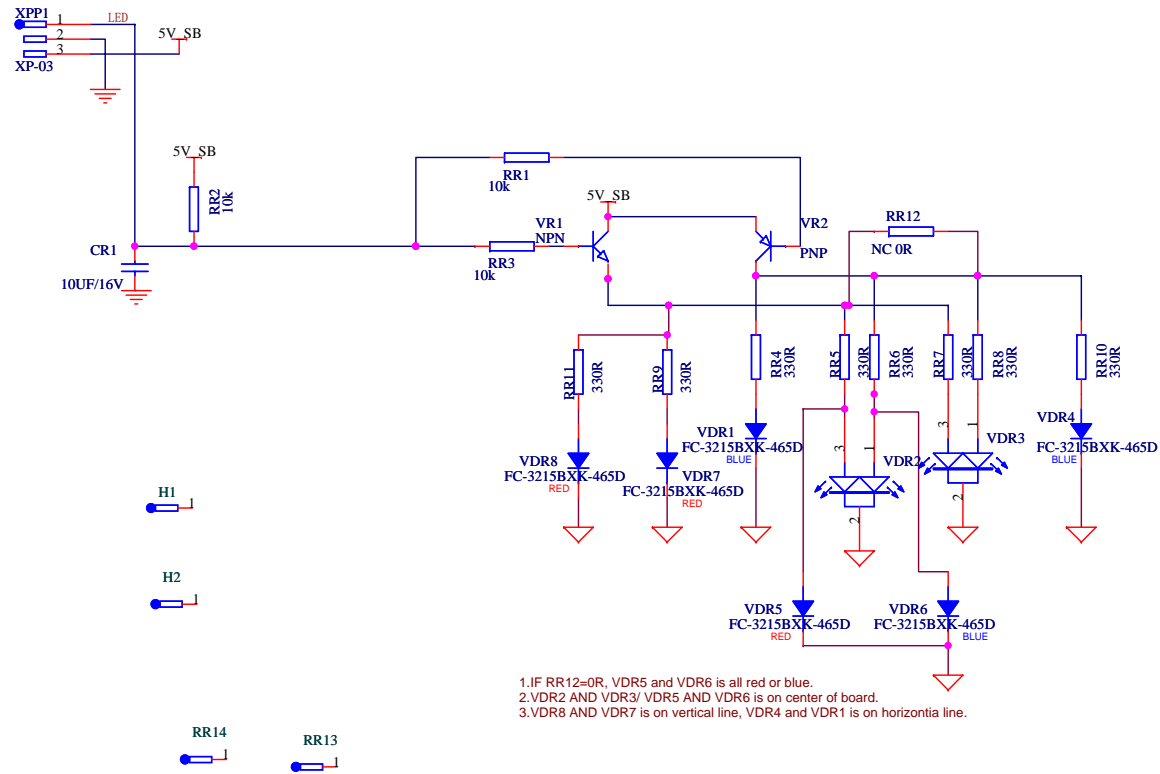 XPP1
1
LED
2
3
XP-03
5V_SB
5V_SB
RR2
10k
CR1
10UF/16V
RR1
10k
5V_SB
VR1
NPN
RR3
10k
VR2
PNP
RR12
NC 0R
RR11
330R
RR9
330R
RR4
330R
RR5
330R
RR6
330R
RR7
330R
RR8
330R
RR10
330R
VDR8
FC-3215BXK-465D
RED
VDR7
FC-3215BXK-465D
RED
VDR1
FC-3215BXK-465D
BLUE
3
1
VDR2
2
3
1
VDR3
2
VDR4
FC-3215BXK-465D
BLUE
H1
1
H2
1
VDR5
FC-3215BXK-465D
RED
VDR6
FC-3215BXK-465D
BLUE
1.IF RR12=0R, VDR5 and VDR6 is all red or blue.
2.VDR2 AND VDR3/ VDR5 AND VDR6 is on center of board.
3.VDR8 AND VDR7 is on vertical line, VDR4 and VDR1 is on horizontia line.
RR14
1
RR13
1